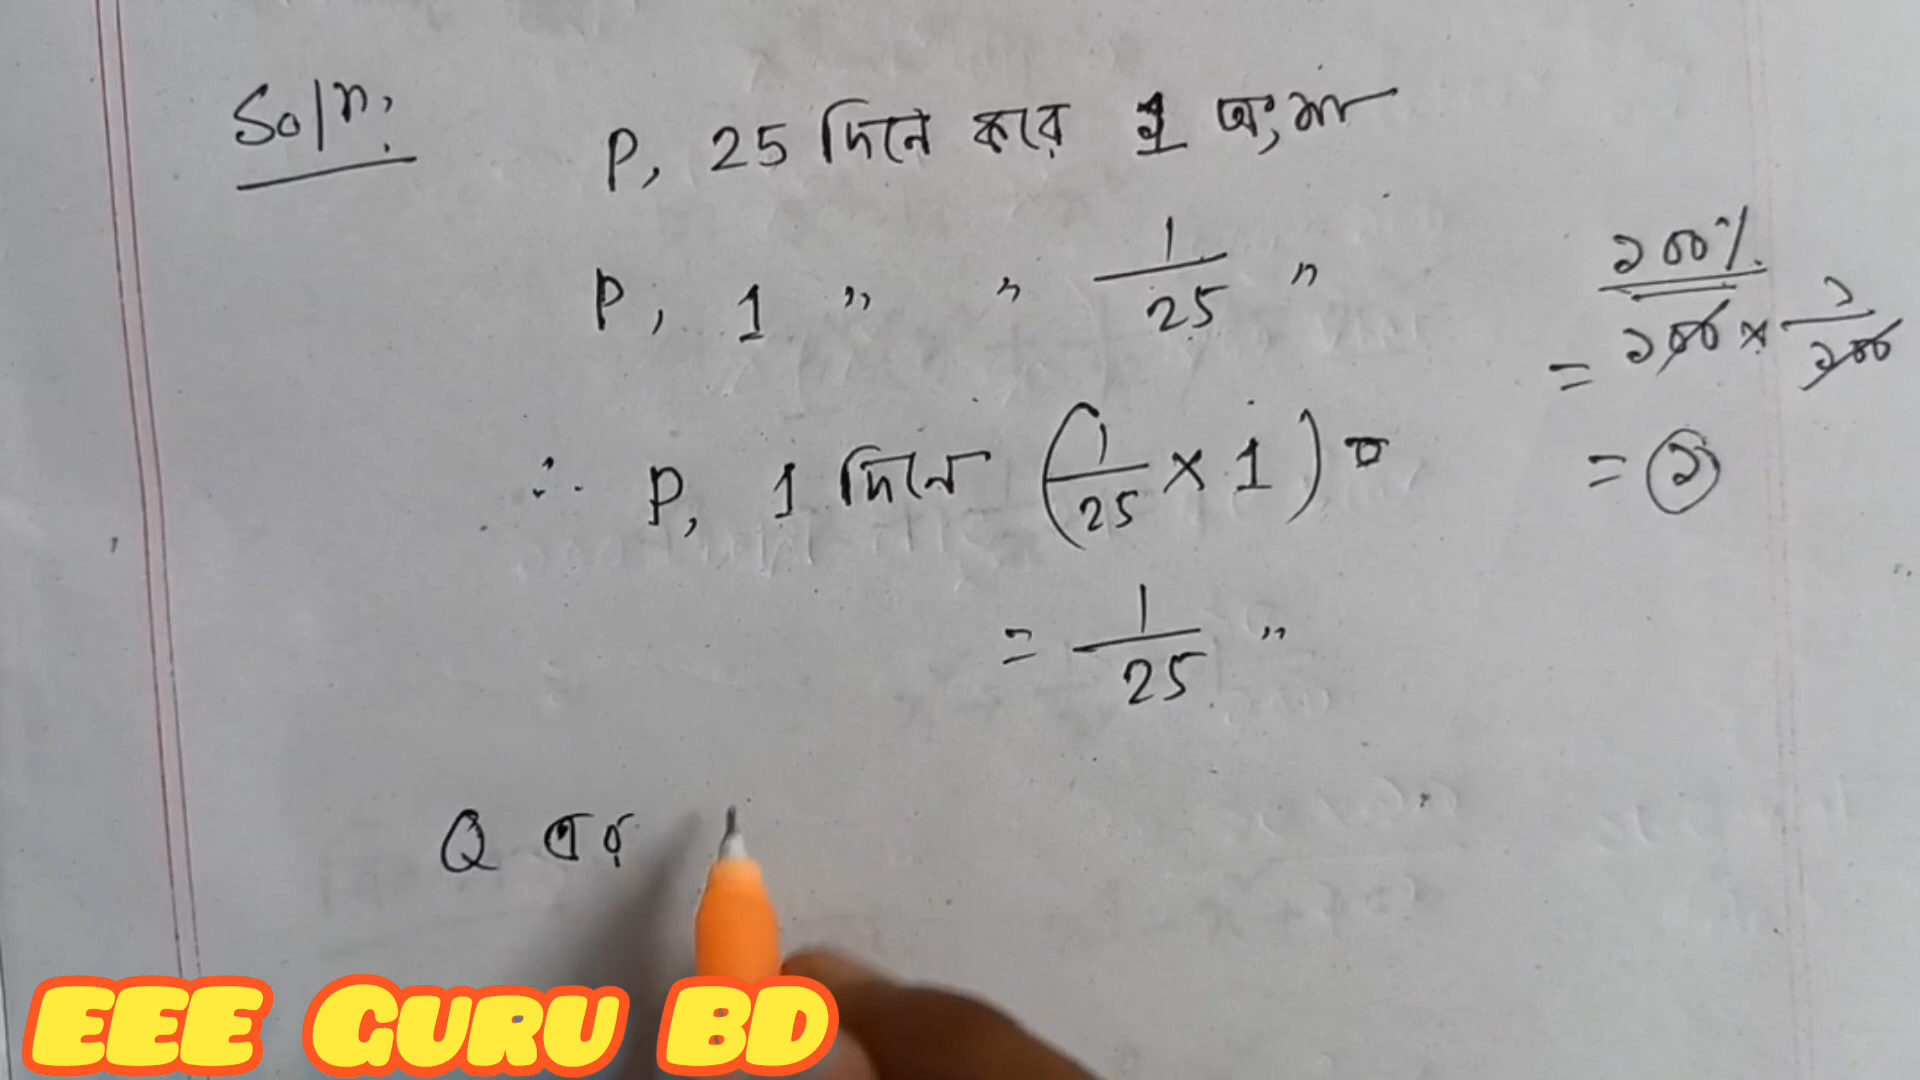 Soln:
P, 25 দিনে করে 1 অংশ
P, 1 " " 1/25 "
∴ P, 1 দিনে (1/25 × 1) "
= 1/25 "
Q এর
১০০%
= ১০০ × ১/১০০
= ১
EEE GURU BD